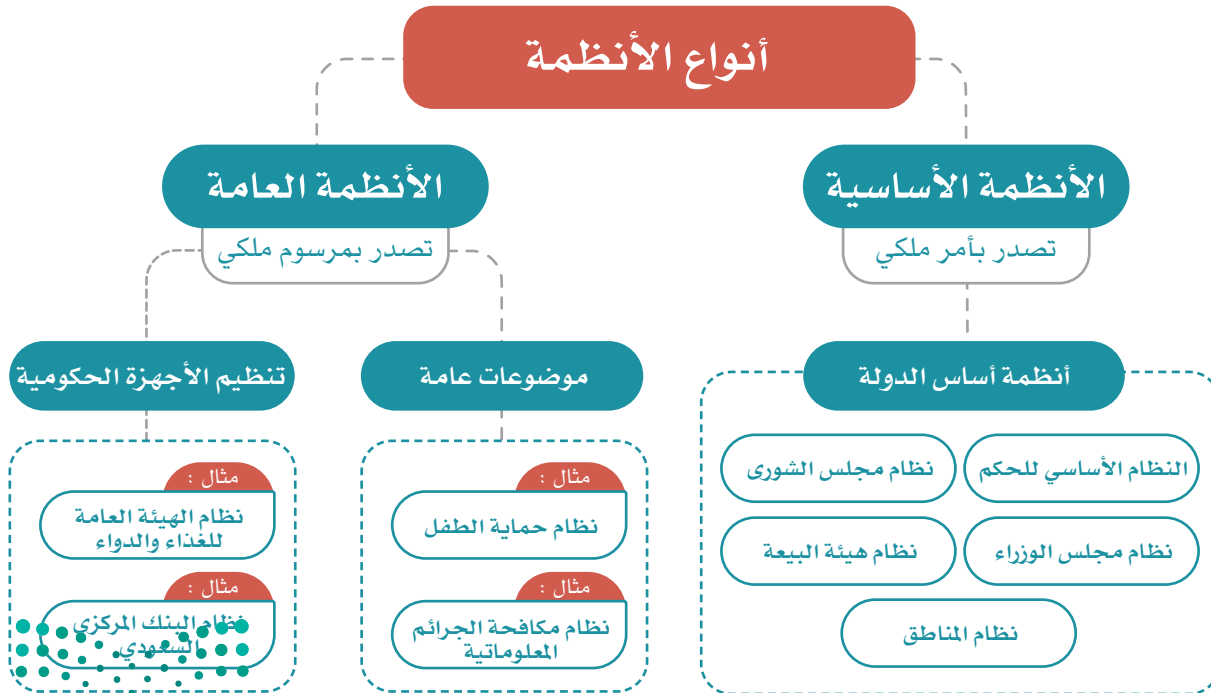 أنواع الأنظمة
الأنظمة الأساسية
تصدر بأمر ملكي
أنظمة أساس الدولة
النظام الأساسي للحكم
نظام مجلس الشورى
نظام مجلس الوزراء
نظام هيئة البيعة
نظام المناطق
الأنظمة العامة
تصدر بمرسوم ملكي
موضوعات عامة
مثال :
نظام حماية الطفل
مثال :
نظام مكافحة الجرائم
المعلوماتية
تنظيم الأجهزة الحكومية
مثال :
نظام الهيئة العامة
للغذاء والدواء
مثال :
نظام البنك المركزي
السعودي